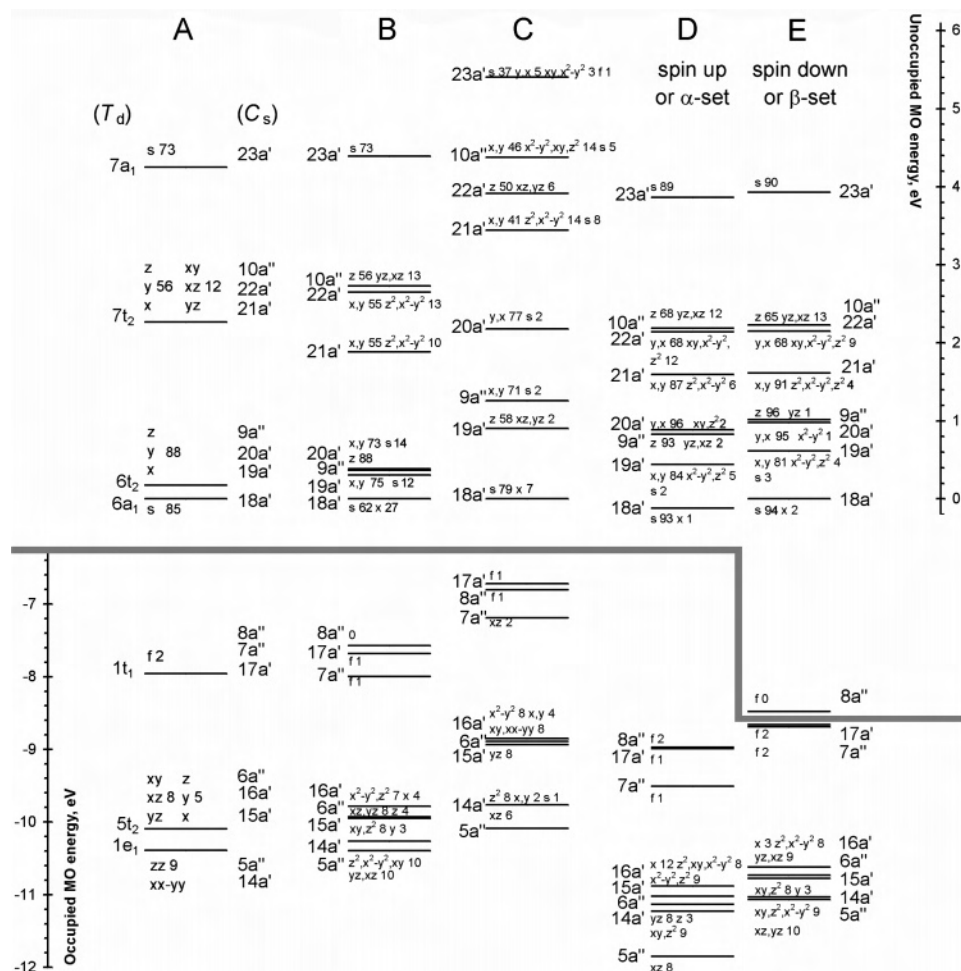 A B C D E
spin up
or α-set
spin down
or β-set
(T_d) (C_s)
Unoccupied MO energy, eV
6
5
4
3
2
1
0
7a₁
s 73
z xy
y 56 xz 12
x yz
7t₂
z
y 88
x
6t₂
6a₁
s 85
1t₁
f 2
xy z
xz 8 y 5
yz x
5t₂
1e₁
zz 9
xx-yy
23a'
10a"
22a'
21a'
9a"
20a'
19a'
18a'
8a"
7a"
17a'
6a"
16a'
15a'
5a"
14a'
23a' s 73
10a" z 56 yz,xz 13
22a' x,y 55 z²,x²-y² 13
21a' x,y 55 z²,x²-y² 10
20a' x,y 73 s 14
9a" z 88
19a' x,y 75 s 12
18a' s 62 x 27
8a" 0
17a' f 1
7a" f 1
16a' x²-y²,z² 7 x 4
6a" xz,yz 8 z 4
15a' xy,z² 8 y 3
14a'
5a" z²,x²-y²,xy 10
yz,xz 10
23a' s 37 y x 5 xy,x²-y² 3 f 1
10a" x,y 46 x²-y²,xy,z² 14 s 5
22a' z 50 xz,yz 6
21a' x,y 41 z²,x²-y² 14 s 8
20a' y,x 77 s 2
9a" x,y 71 s 2
19a' z 58 xz,yz 2
18a' s 79 x 7
17a' f 1
8a" f 1
7a" xz 2
x²-y² 8 x,y 4
16a' xy,xx-yy 8
6a"
15a' yz 8
14a' z² 8 x,y 2 s 1
5a" xz 6
23a' s 89
10a" z 68 yz,xz 12
22a' y,x 68 xy,x²-y²,
z² 12
21a' x,y 87 z²,x²-y² 6
20a' y,x 96 xy,z² 2
9a" z 93 yz,xz 2
19a' x,y 84 x²-y²,z² 5
s 2
18a' s 93 x 1
8a" f 2
17a' f 1
7a" f 1
16a' x 12 z²,xy,x²-y² 8
15a' x²-y²,z² 9
6a"
14a' yz 8 z 3
xy,z² 9
5a" xz 8
s 90 23a'
z 65 yz,xz 13 10a"
22a'
y,x 68 xy,x²-y²,z² 9
21a'
x,y 91 z²,x²-y²,z² 4
z 96 yz 1 9a"
y,x 95 x²-y² 1 20a'
x,y 81 x²-y²,z² 4 19a'
s 3
18a'
s 94 x 2
f 0 8a"
f 2 17a'
f 2 7a"
x 3 z²,x²-y² 8 16a'
yz,xz 9 6a"
15a'
xy,z² 8 y 3 14a'
xy,z²,x²-y² 9 5a"
xz,yz 10
Occupied MO energy, eV
-7
-8
-9
-10
-11
-12